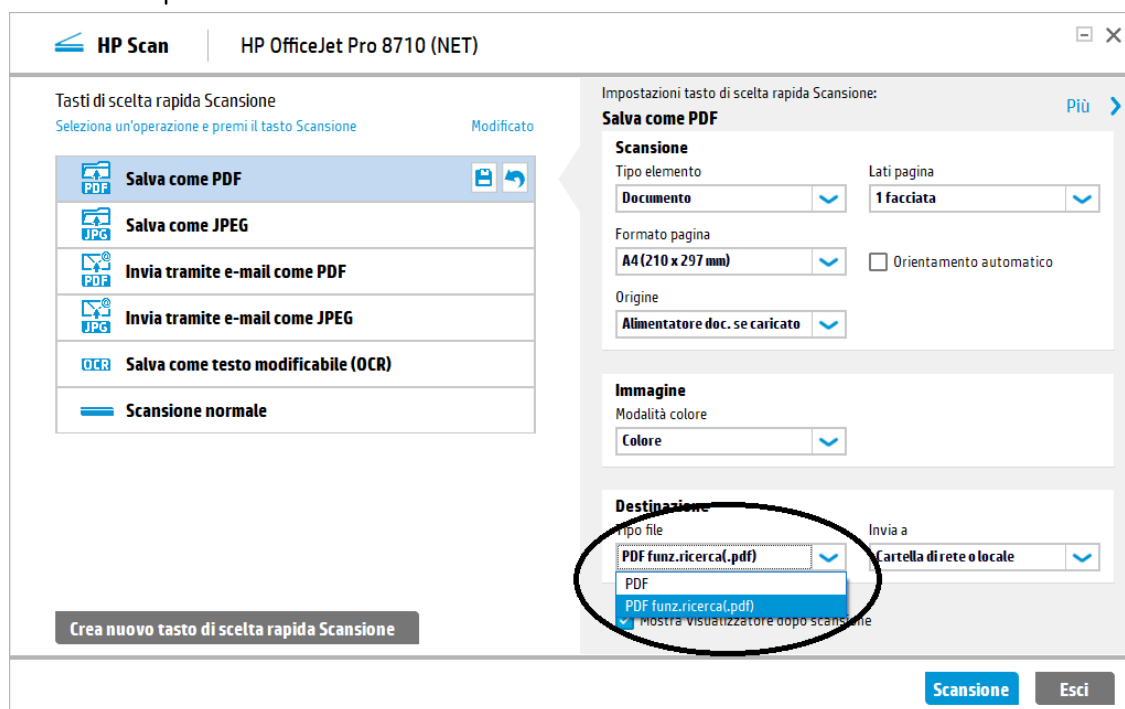 HP Scan
HP OfficeJet Pro 8710 (NET)
Tasti di scelta rapida Scansione
Seleziona un'operazione e premi il tasto Scansione
Modificato
PDF
Salva come PDF
JPG
Salva come JPEG
@
PDF
Invia tramite e-mail come PDF
@
JPG
Invia tramite e-mail come JPEG
OCR
Salva come testo modificabile (OCR)
Scansione normale
Crea nuovo tasto di scelta rapida Scansione
Impostazioni tasto di scelta rapida Scansione:
Più
Salva come PDF
Scansione
Tipo elemento
Lati pagina
Documento
1 facciata
Formato pagina
A4 (210 x 297 mm)
Orientamento automatico
Origine
Alimentatore doc. se caricato
Immagine
Modalità colore
Colore
Destinazione
Tipo file
Invia a
PDF funz.ricerca(.pdf)
Cartella di rete o locale
PDF
PDF funz.ricerca(.pdf)
Mostra Visualizzatore dopo scansione
Scansione
Esci